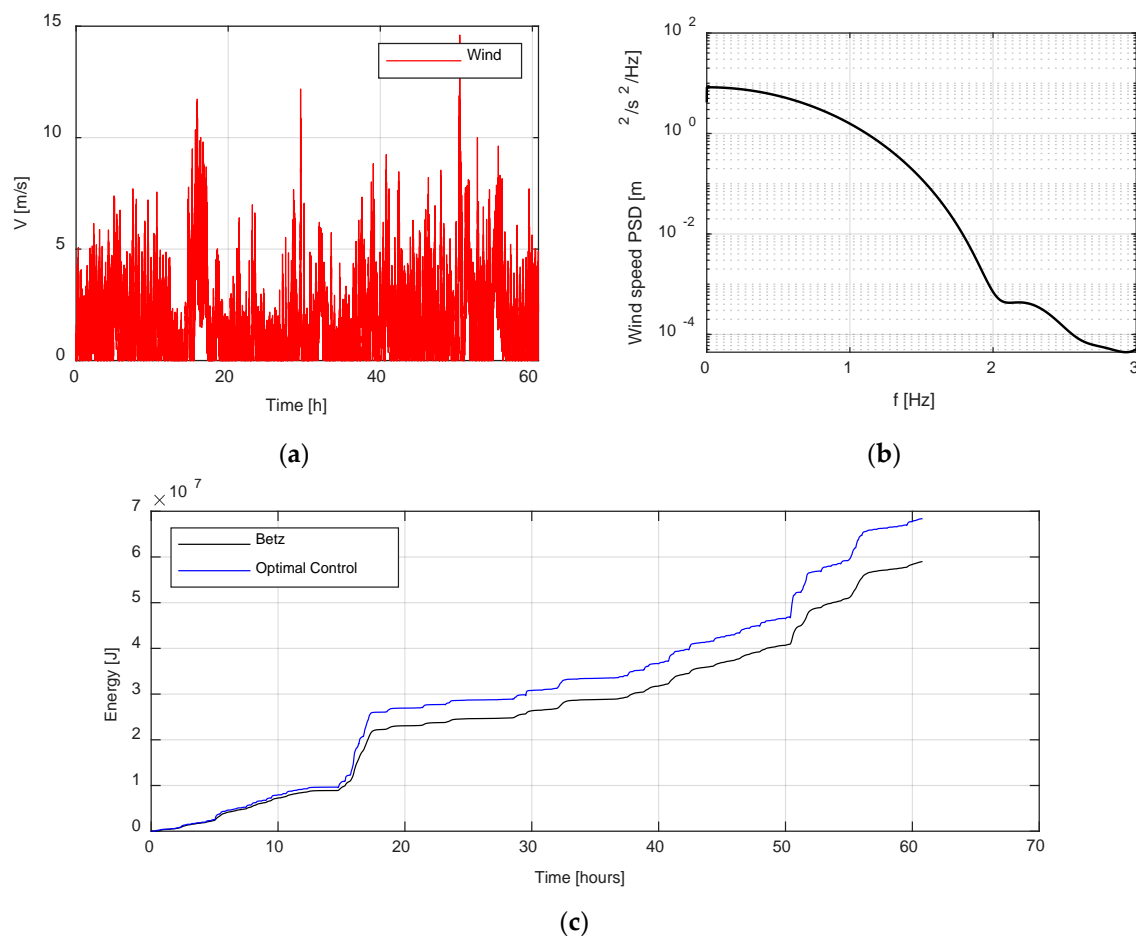 15
10
5
0
V [m/s]
Wind
0 20 40 60
Time [h]
(a)
10 2
10 0
10 -2
10 -4
Wind speed PSD [m 2 /s 2 /Hz]
0 1 2 3
f [Hz]
(b)
× 10 7
7
6
5
4
3
2
1
0
Energy [J]
Betz
Optimal Control
0 10 20 30 40 50 60 70
Time [hours]
(c)